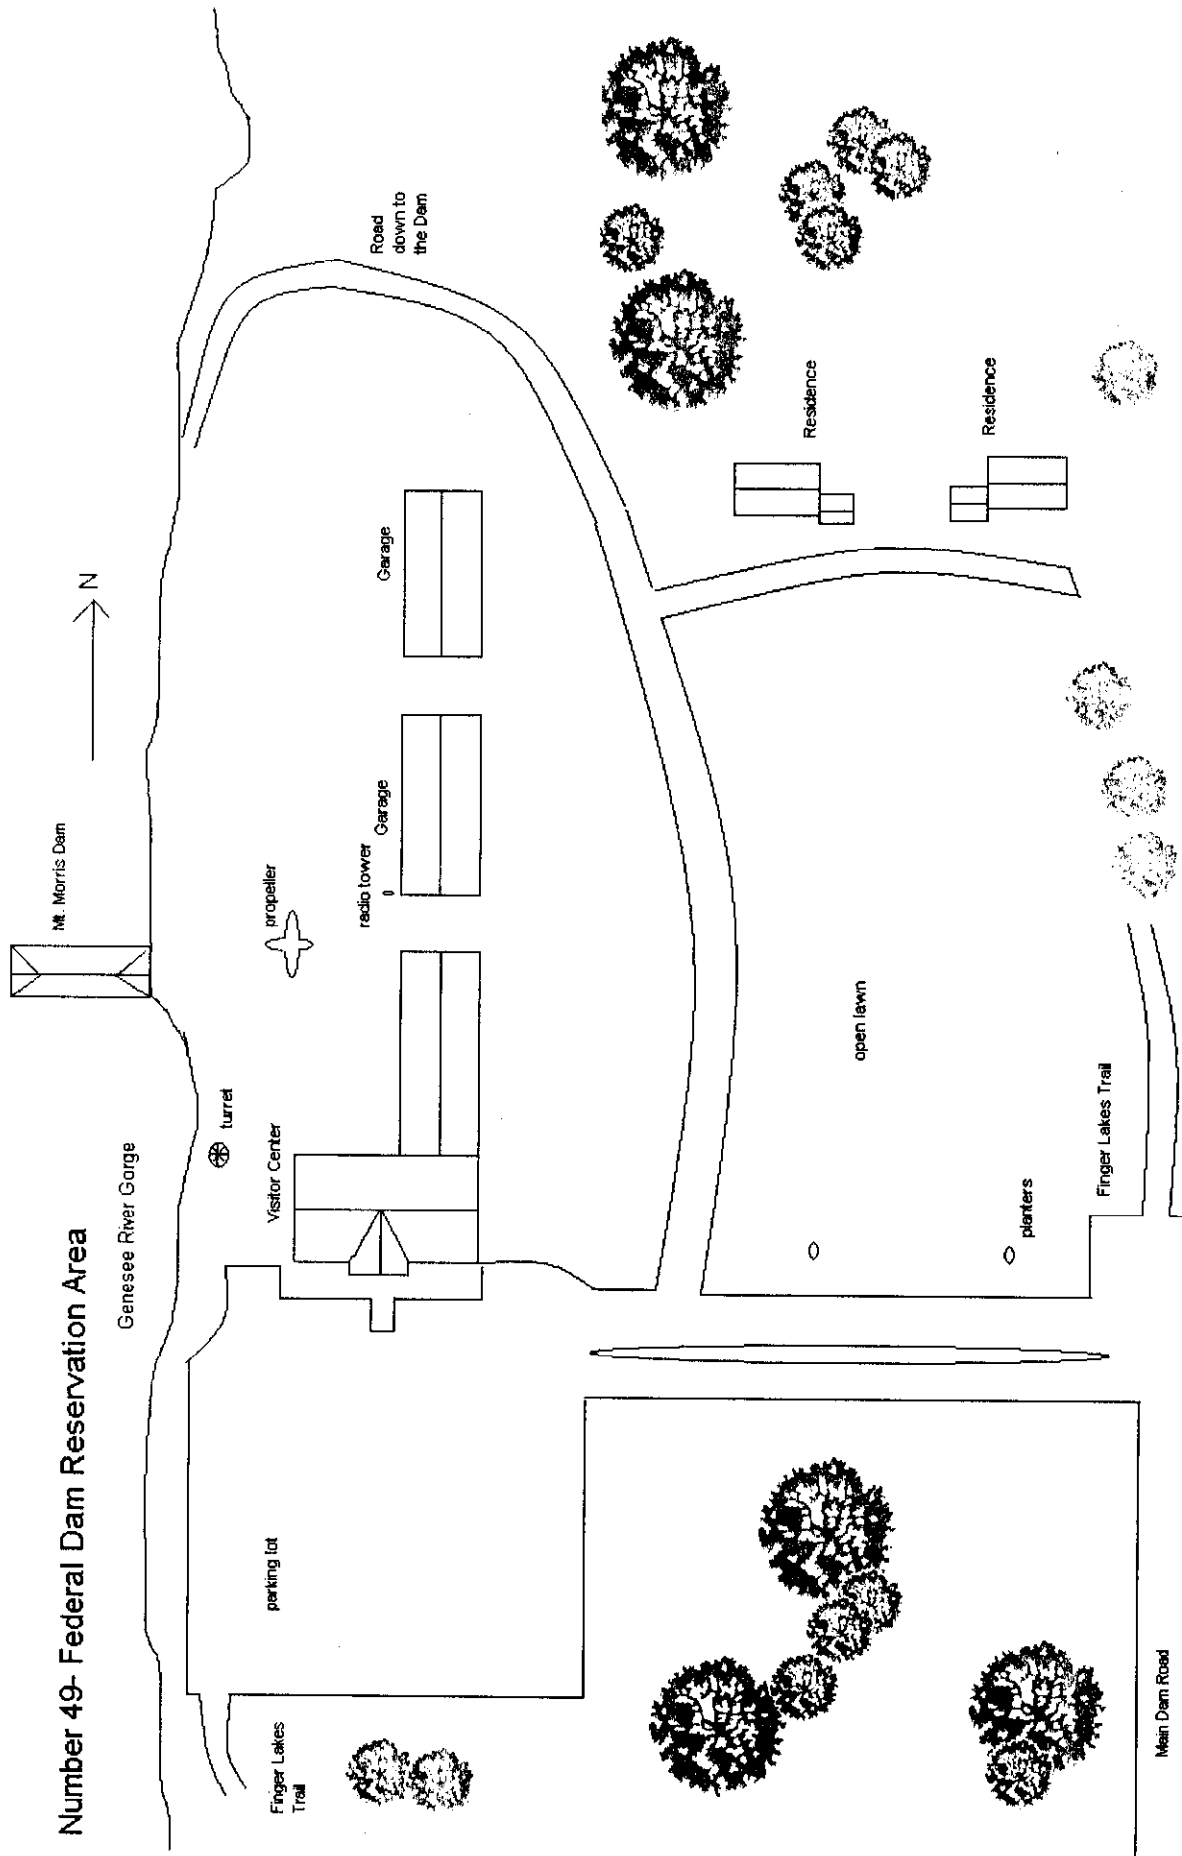 Number 49- Federal Dam Reservation Area
Genesee River Gorge
Mt. Morris Dam
N
turret
Visitor Center
propeller
radio tower
Garage
Garage
Road
down to
the Dam
parking lot
Finger Lakes
Trail
open lawn
planters
Residence
Residence
Finger Lakes Trail
Main Dam Road